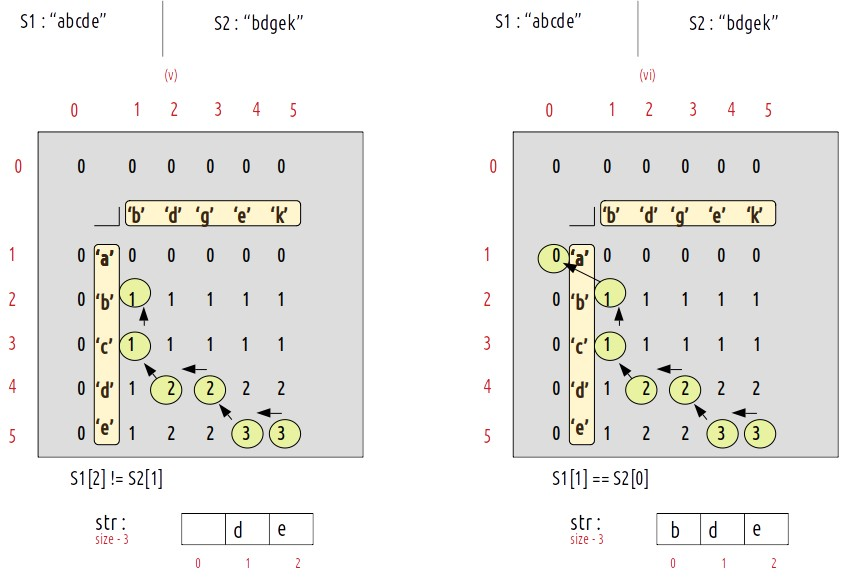 S1 : “abcde” S2 : “bdgek”
(v)
0 1 2 3 4 5
0 0 0 0 0 0 0
‘b’ ‘d’ ‘g’ ‘e’ ‘k’
1 0 ‘a’ 0 0 0 0 0
2 0 ‘b’ 1 1 1 1 1
3 0 ‘c’ 1 1 1 1 1
4 0 ‘d’ 1 2 2 2 2
5 0 ‘e’ 1 2 2 3 3
S1[2] != S2[1]
str :
size - 3
d e
0 1 2
S1 : “abcde” S2 : “bdgek”
(vi)
0 1 2 3 4 5
0 0 0 0 0 0 0
‘b’ ‘d’ ‘g’ ‘e’ ‘k’
1 0 ‘a’ 0 0 0 0 0
2 0 ‘b’ 1 1 1 1 1
3 0 ‘c’ 1 1 1 1 1
4 0 ‘d’ 1 2 2 2 2
5 0 ‘e’ 1 2 2 3 3
S1[1] == S2[0]
str :
size - 3
b d e
0 1 2